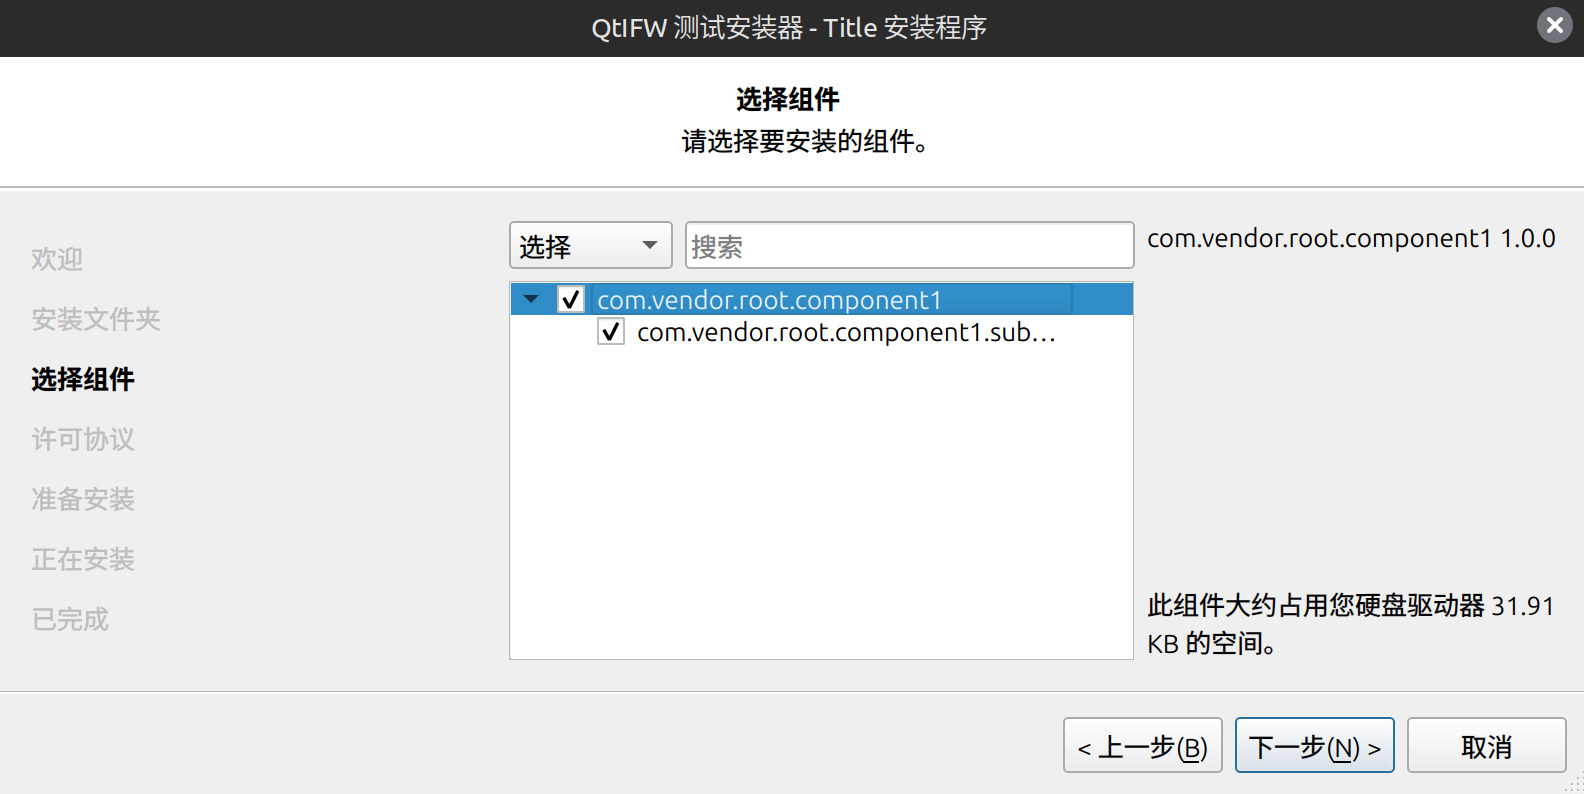 QtIFW 测试安装器 - Title 安装程序
选择组件
请选择要安装的组件。
欢迎
安装文件夹
选择组件
许可协议
准备安装
正在安装
已完成
选择
搜索
com.vendor.root.component1
com.vendor.root.component1.sub…
com.vendor.root.component1 1.0.0
此组件大约占用您硬盘驱动器 31.91
KB 的空间。
< 上一步(B)
下一步(N) >
取消